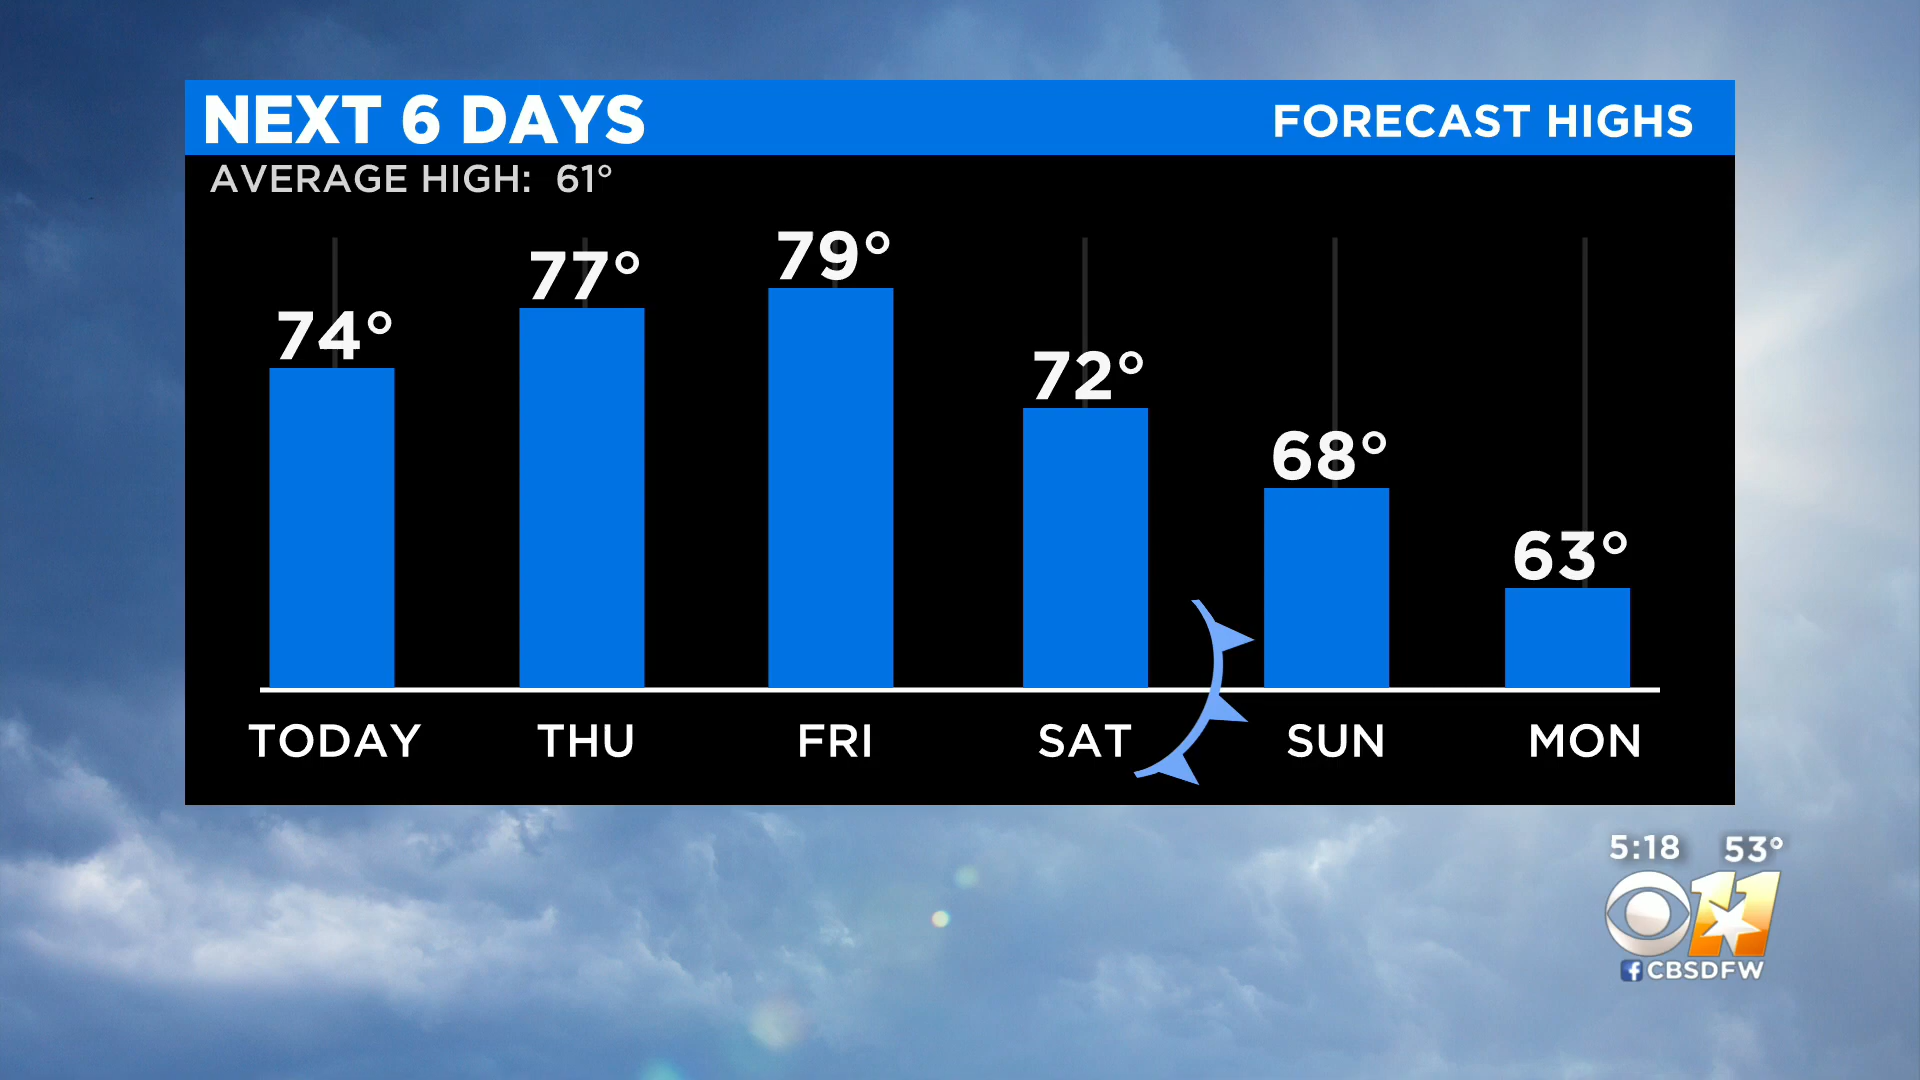 NEXT 6 DAYS FORECAST HIGHS
AVERAGE HIGH: 61°
74° 77° 79° 72° 68° 63°
TODAY THU FRI SAT SUN MON
5:18 53°
11
f CBSDFW